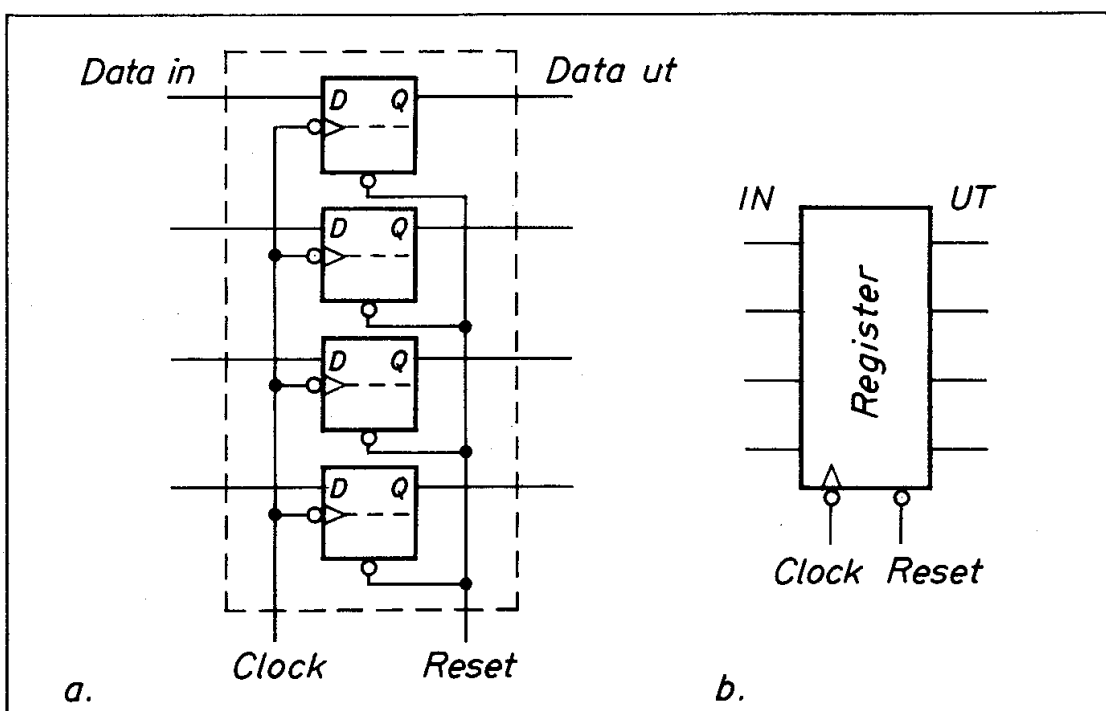 Data in
Data ut
D Q
D Q
D Q
D Q
Clock
Reset
a.
IN
UT
Register
Clock
Reset
b.